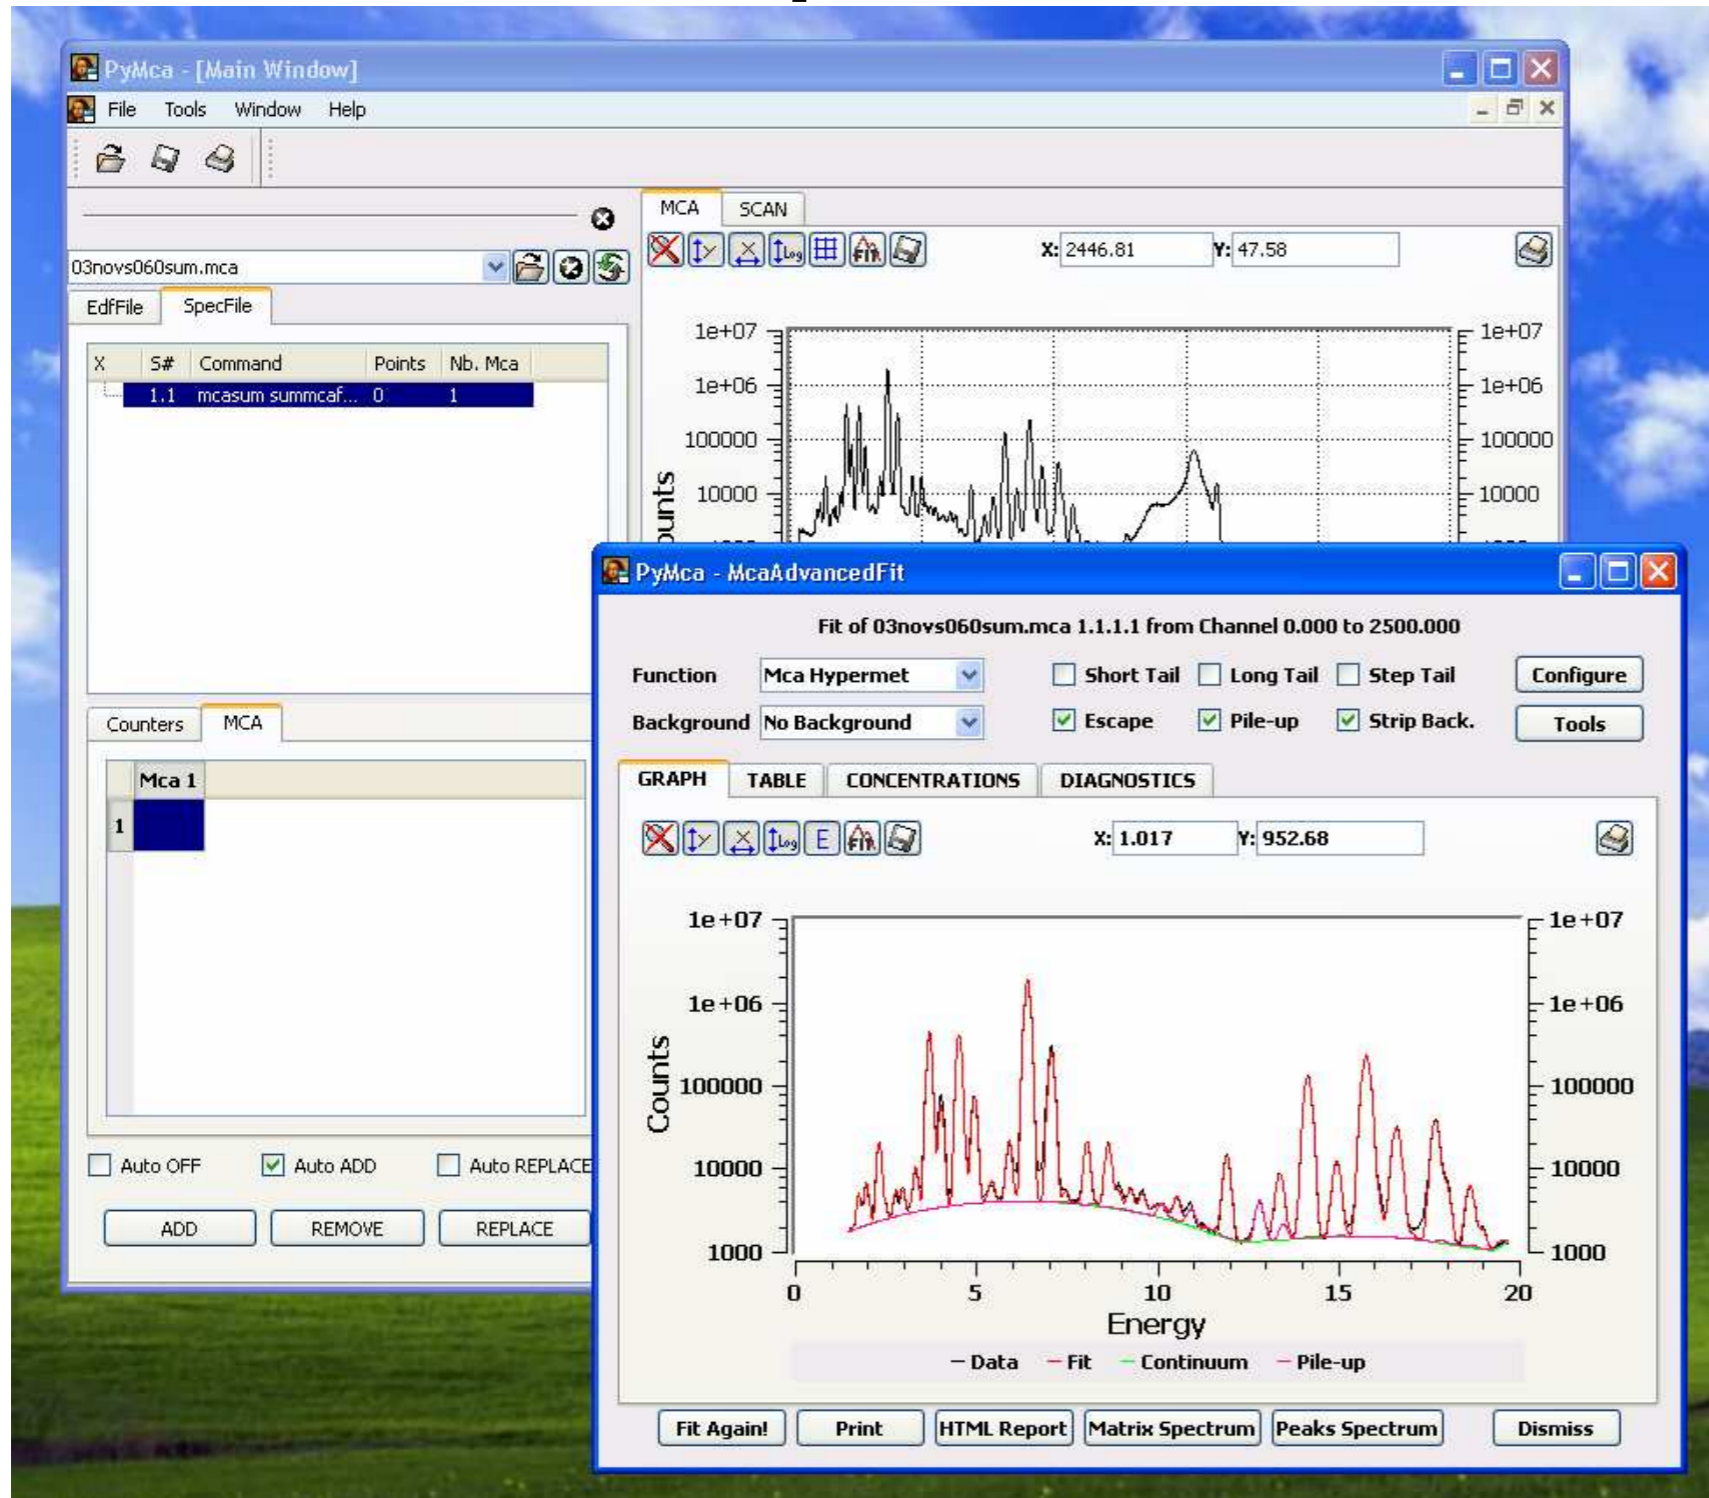 PyMca - [Main Window]
File Tools Window Help
MCA SCAN
X: 2446.81 Y: 47.58
03novs060sum.mca
EdfFile SpecFile
X S# Command Points Nb. Mca
1.1 mcasum summcaf... 0 1
1e+07 1e+07
1e+06 1e+06
100000 100000
10000 10000
PyMca - McaAdvancedFit
Fit of 03novs060sum.mca 1.1.1.1 from Channel 0.000 to 2500.000
Function Mca Hypermet Short Tail Long Tail Step Tail Configure
Background No Background Escape Pile-up Strip Back. Tools
Counters MCA
Mca 1
1
GRAPH TABLE CONCENTRATIONS DIAGNOSTICS
Log E Fit X: 1.017 Y: 952.68
1e+07 1e+07
1e+06 1e+06
Counts
100000 100000
10000 10000
1000 1000
0 5 10 15 20
Energy
Data Fit Continuum Pile-up
Auto OFF Auto ADD Auto REPLACE
ADD REMOVE REPLACE
Fit Again! Print HTML Report Matrix Spectrum Peaks Spectrum Dismiss